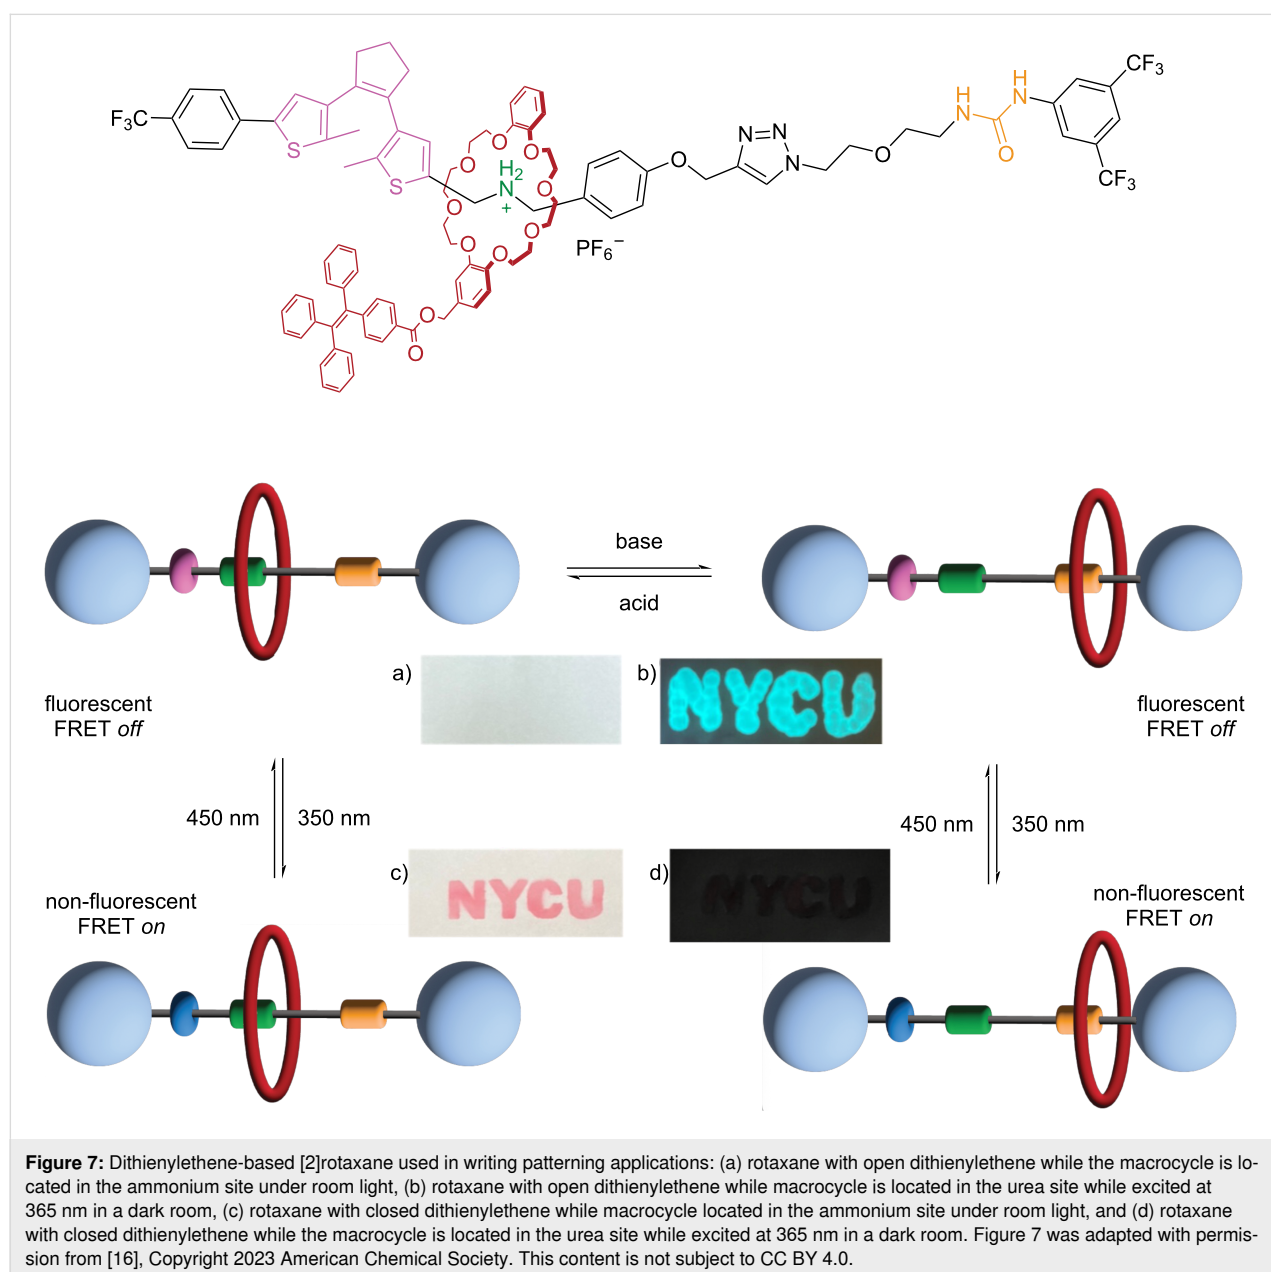 F3C
S
S
H2
N
+
O
O
O
O
O
O
O
O
O
O
PF6−
O
N=N
N
O
H
N
H
N
O
CF3
CF3
base
acid
a)
b)
NYCU
fluorescent
FRET off
fluorescent
FRET off
450 nm
350 nm
450 nm
350 nm
c)
NYCU
d)
NYCU
non-fluorescent
FRET on
non-fluorescent
FRET on
Figure 7: Dithienylethene-based [2]rotaxane used in writing patterning applications: (a) rotaxane with open dithienylethene while the macrocycle is lo-
cated in the ammonium site under room light, (b) rotaxane with open dithienylethene while macrocycle is located in the urea site while excited at
365 nm in a dark room, (c) rotaxane with closed dithienylethene while macrocycle located in the ammonium site under room light, and (d) rotaxane
with closed dithienylethene while the macrocycle is located in the urea site while excited at 365 nm in a dark room. Figure 7 was adapted with permis-
sion from [16], Copyright 2023 American Chemical Society. This content is not subject to CC BY 4.0.